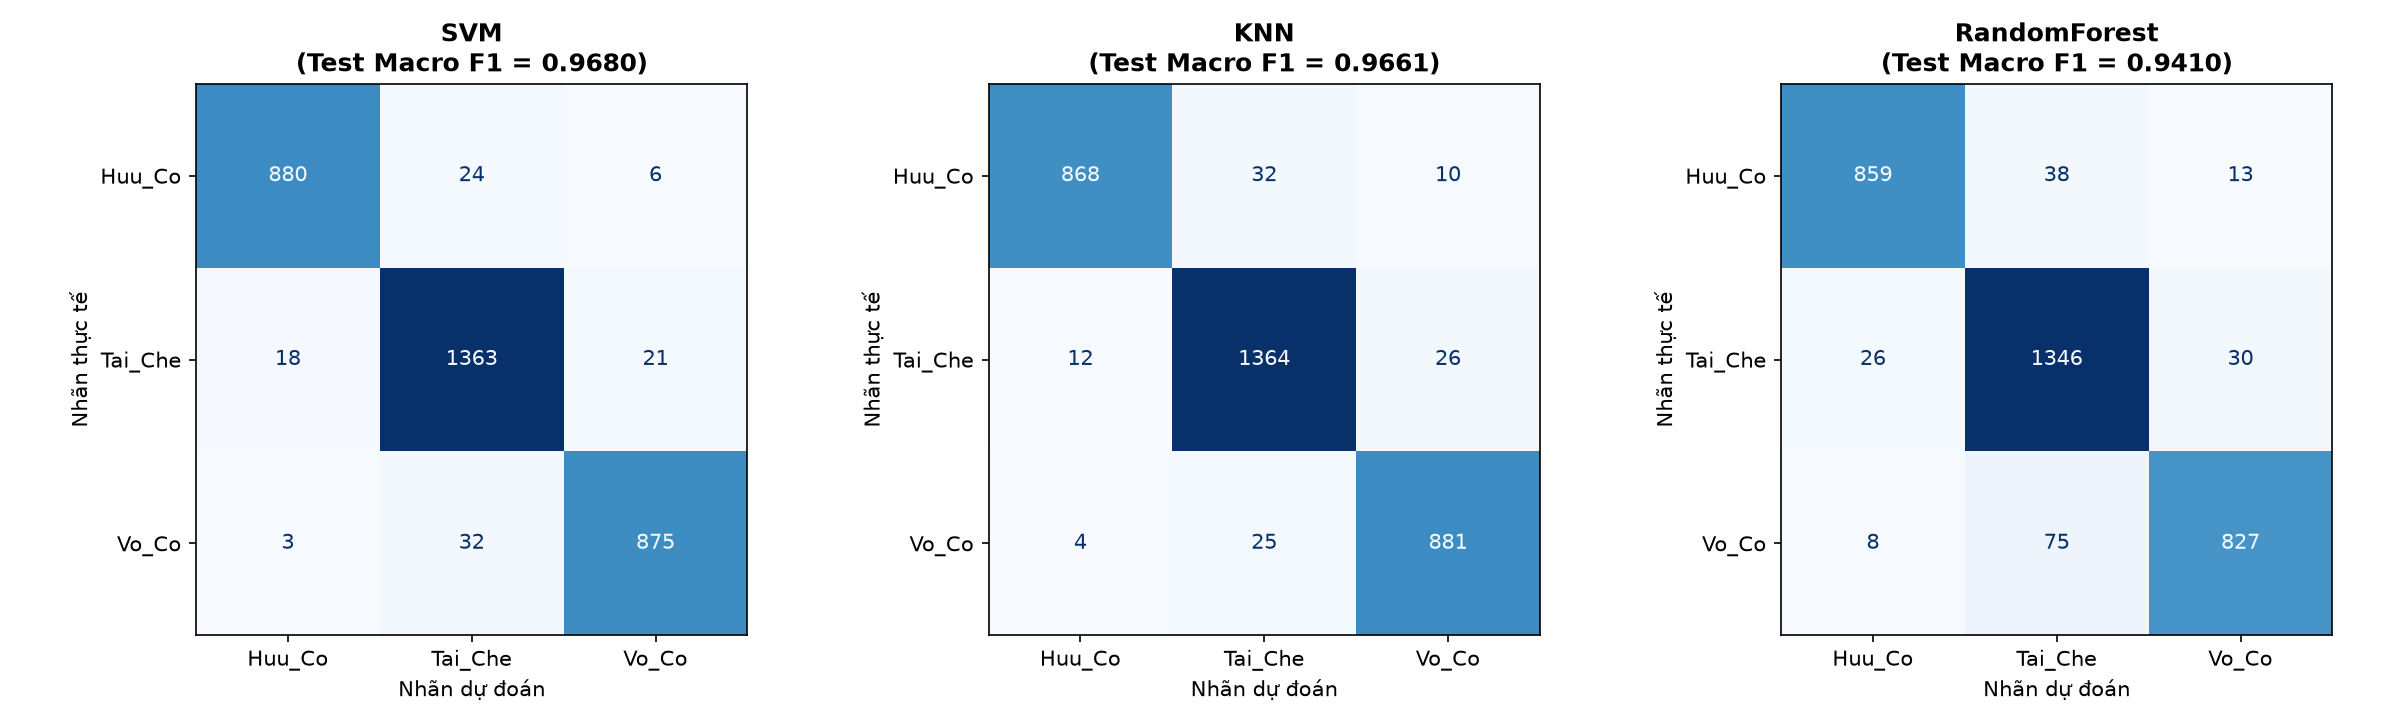 SVM
(Test Macro F1 = 0.9680)
Nhãn thực tế
Huu_Co
880 24 6
Tai_Che
18 1363 21
Vo_Co
3 32 875
Huu_Co Tai_Che Vo_Co
Nhãn dự đoán
KNN
(Test Macro F1 = 0.9661)
Nhãn thực tế
Huu_Co
868 32 10
Tai_Che
12 1364 26
Vo_Co
4 25 881
Huu_Co Tai_Che Vo_Co
Nhãn dự đoán
RandomForest
(Test Macro F1 = 0.9410)
Nhãn thực tế
Huu_Co
859 38 13
Tai_Che
26 1346 30
Vo_Co
8 75 827
Huu_Co Tai_Che Vo_Co
Nhãn dự đoán